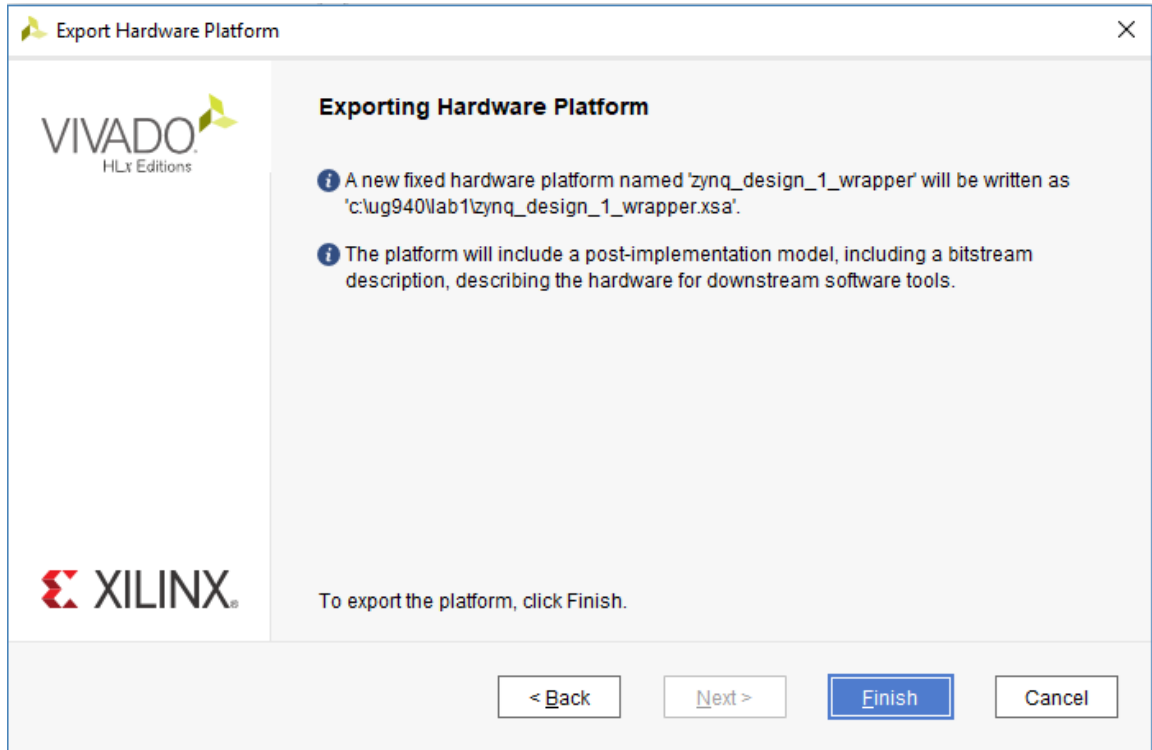 Export Hardware Platform
VIVADO.
HLx Editions
Exporting Hardware Platform
A new fixed hardware platform named 'zynq_design_1_wrapper' will be written as
'c:\ug940\lab1\zynq_design_1_wrapper.xsa'.
The platform will include a post-implementation model, including a bitstream
description, describing the hardware for downstream software tools.
XILINX®
To export the platform, click Finish.
< Back
Next >
Finish
Cancel